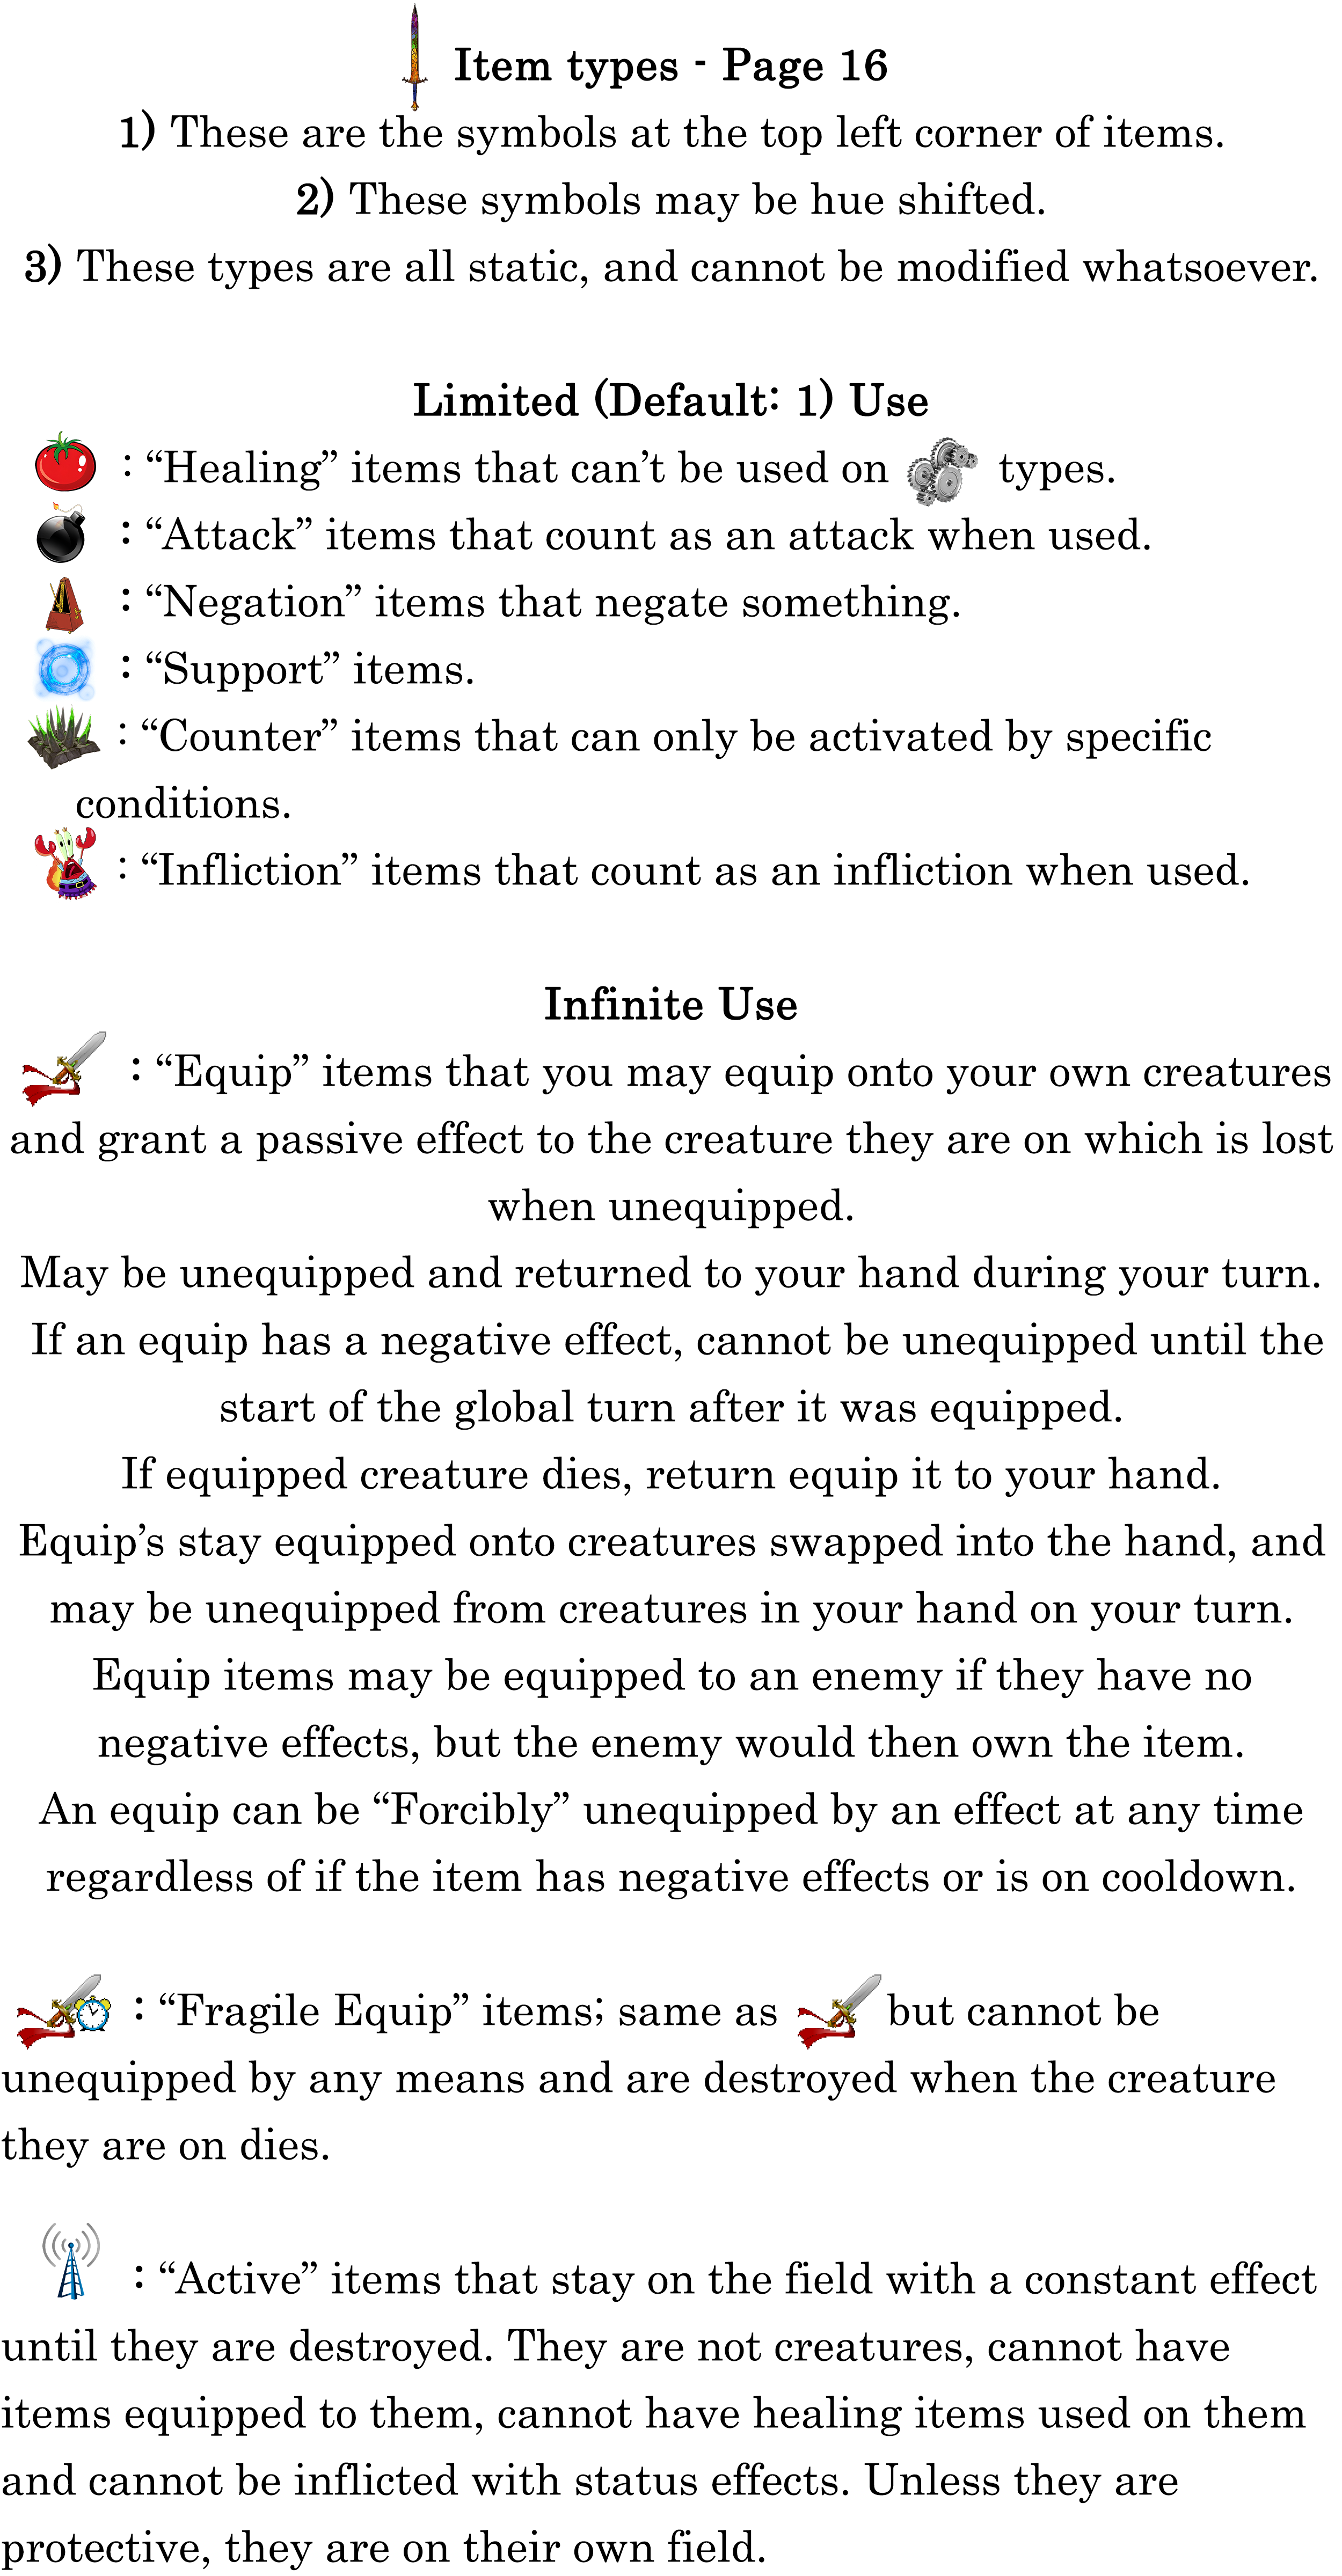 Item types - Page 16
1) These are the symbols at the top left corner of items.
2) These symbols may be hue shifted.
3) These types are all static, and cannot be modified whatsoever.
Limited (Default: 1) Use
: “Healing” items that can’t be used on types.
: “Attack” items that count as an attack when used.
: “Negation” items that negate something.
: “Support” items.
: “Counter” items that can only be activated by specific
conditions.
: “Infliction” items that count as an infliction when used.
Infinite Use
: “Equip” items that you may equip onto your own creatures
and grant a passive effect to the creature they are on which is lost
when unequipped.
May be unequipped and returned to your hand during your turn.
If an equip has a negative effect, cannot be unequipped until the
start of the global turn after it was equipped.
If equipped creature dies, return equip it to your hand.
Equip’s stay equipped onto creatures swapped into the hand, and
may be unequipped from creatures in your hand on your turn.
Equip items may be equipped to an enemy if they have no
negative effects, but the enemy would then own the item.
An equip can be “Forcibly” unequipped by an effect at any time
regardless of if the item has negative effects or is on cooldown.
: “Fragile Equip” items; same as but cannot be
unequipped by any means and are destroyed when the creature
they are on dies.
: “Active” items that stay on the field with a constant effect
until they are destroyed. They are not creatures, cannot have
items equipped to them, cannot have healing items used on them
and cannot be inflicted with status effects. Unless they are
protective, they are on their own field.